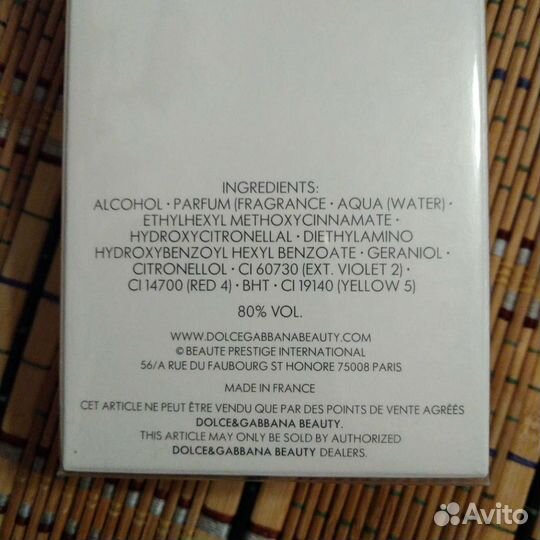 INGREDIENTS:
ALCOHOL · PARFUM (FRAGRANCE · AQUA (WATER) ·
ETHYLHEXYL METHOXYCINNAMATE ·
HYDROXYCITRONELLAL · DIETHYLAMINO
HYDROXYBENZOYL HEXYL BENZOATE · GERANIOL ·
CITRONELLOL · CI 60730 (EXT. VIOLET 2) ·
CI 14700 (RED 4) · BHT · CI 19140 (YELLOW 5)
80% VOL.
WWW.DOLCEGABBANABEAUTY.COM
© BEAUTE PRESTIGE INTERNATIONAL
56/A RUE DU FAUBOURG ST HONORE 75008 PARIS
MADE IN FRANCE
CET ARTICLE NE PEUT ÊTRE VENDU QUE PAR DES POINTS DE VENTE AGRÉÉS
DOLCE&GABBANA BEAUTY.
THIS ARTICLE MAY ONLY BE SOLD BY AUTHORIZED
DOLCE&GABBANA BEAUTY DEALERS.
Avito